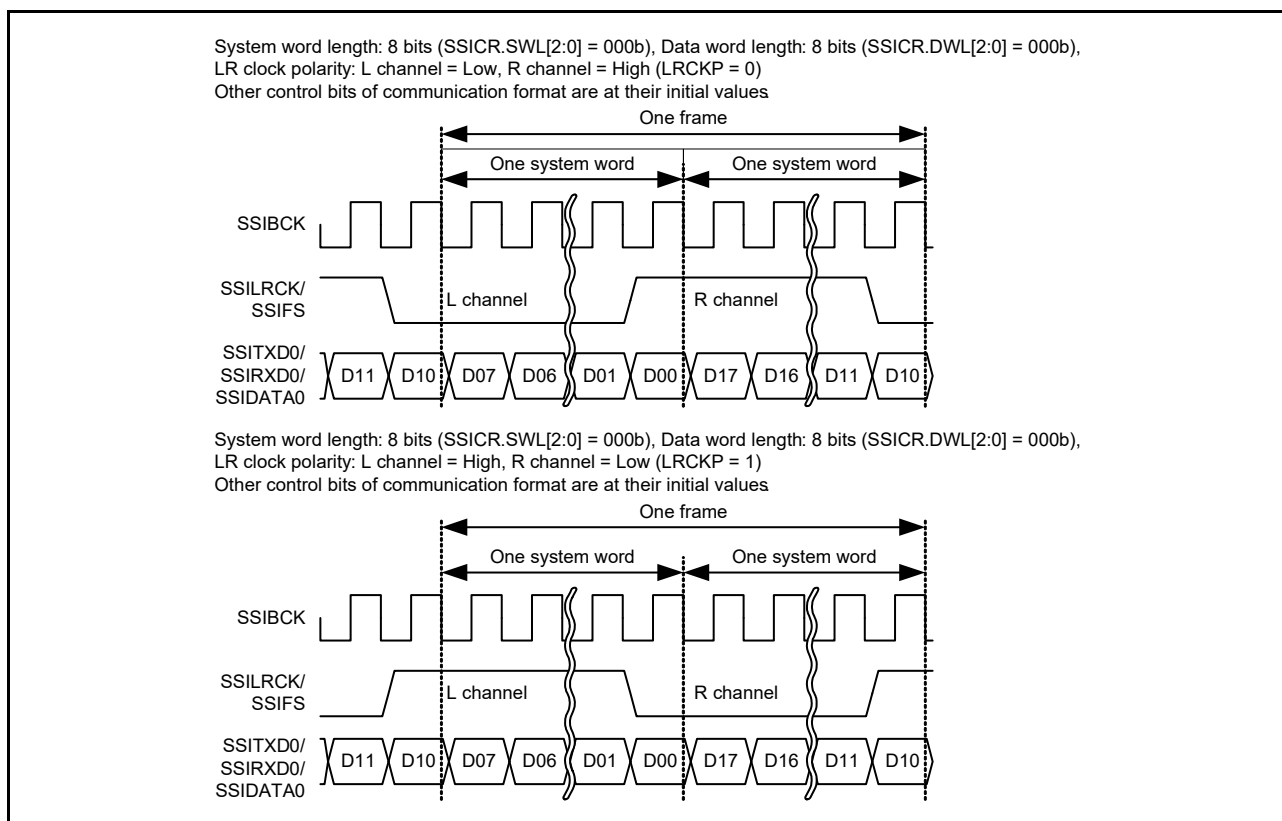 System word length: 8 bits (SSICR.SWL[2:0] = 000b), Data word length: 8 bits (SSICR.DWL[2:0] = 000b),
LR clock polarity: L channel = Low, R channel = High (LRCKP = 0)
Other control bits of communication format are at their initial values.
One frame
One system word One system word
SSIBCK
SSILRCK/
SSIFS
L channel R channel
SSITXD0/
SSIRXD0/
SSIDATA0
D11 D10 D07 D06 D01 D00 D17 D16 D11 D10
System word length: 8 bits (SSICR.SWL[2:0] = 000b), Data word length: 8 bits (SSICR.DWL[2:0] = 000b),
LR clock polarity: L channel = High, R channel = Low (LRCKP = 1)
Other control bits of communication format are at their initial values.
One frame
One system word One system word
SSIBCK
SSILRCK/
SSIFS
L channel R channel
SSITXD0/
SSIRXD0/
SSIDATA0
D11 D10 D07 D06 D01 D00 D17 D16 D11 D10